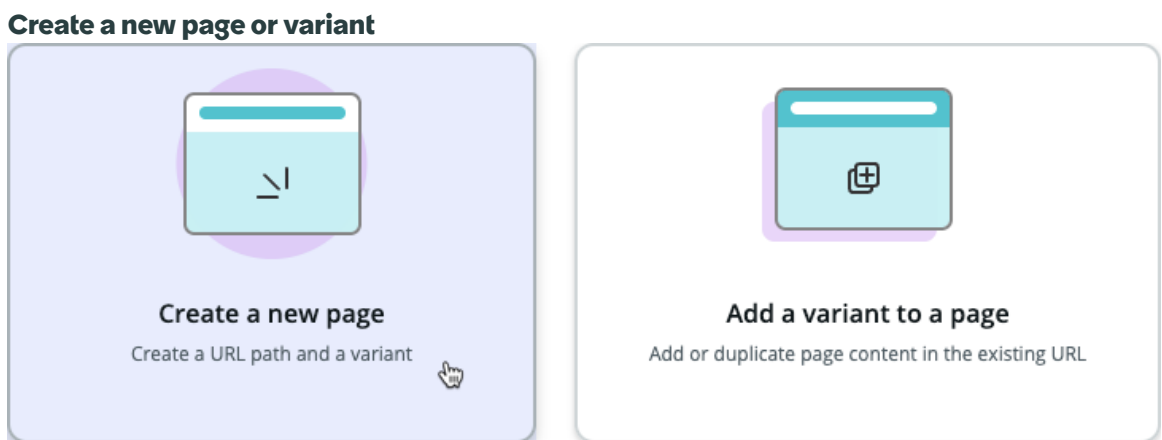 Create a new page or variant
Create a new page
Create a URL path and a variant
Add a variant to a page
Add or duplicate page content in the existing URL